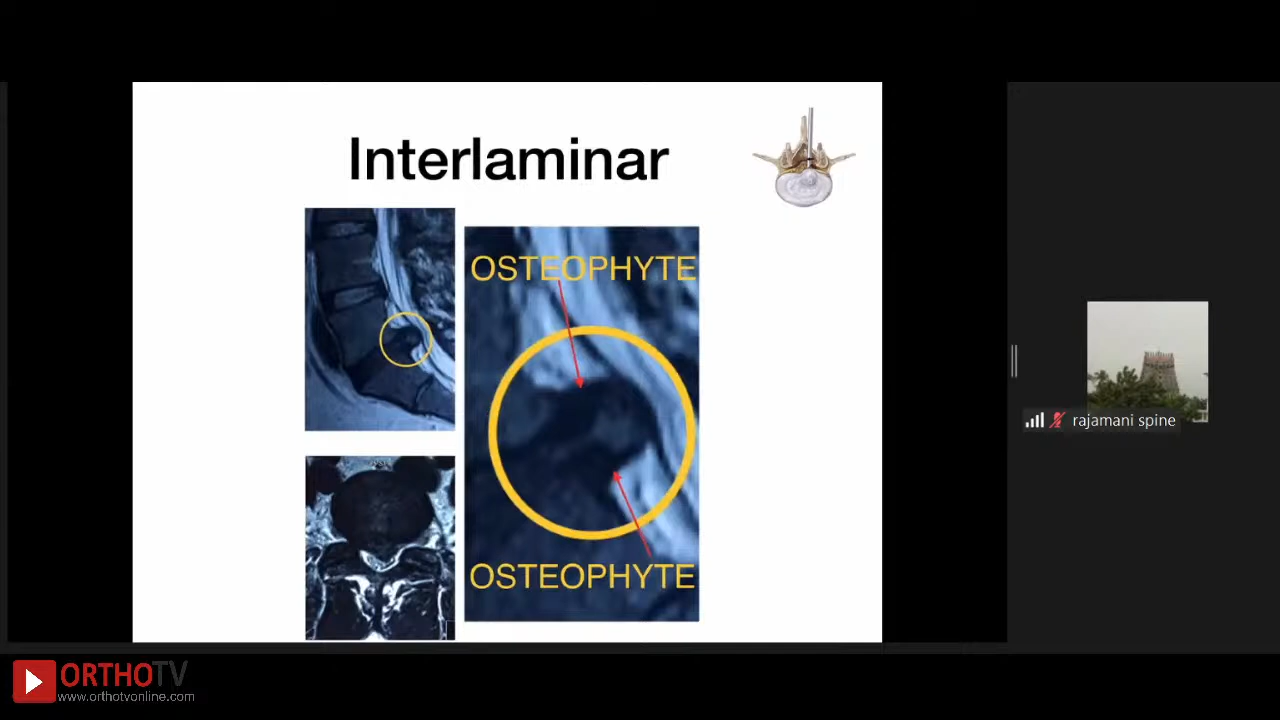 Interlaminar
OSTEOPHYTE
OSTEOPHYTE
rajamani spine
ORTHOTV
www.orthotvonline.com